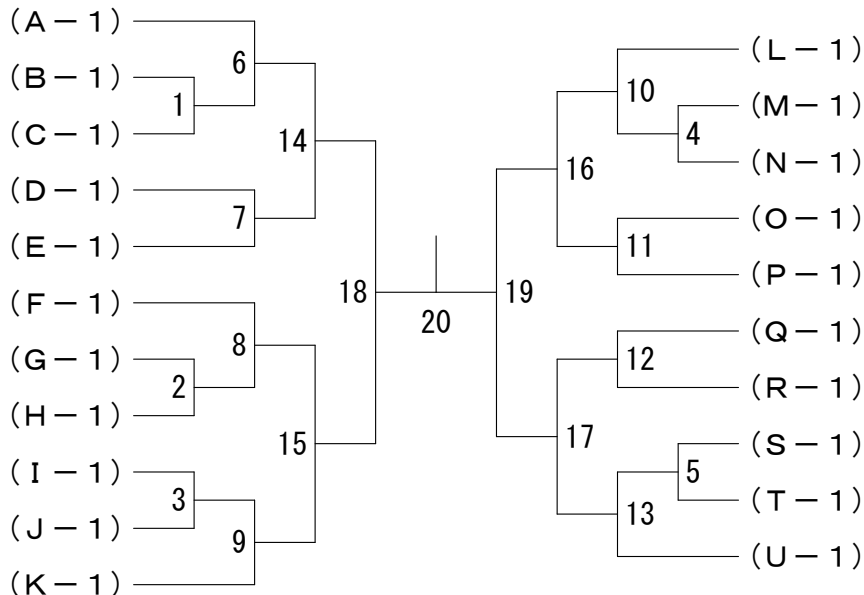 (A-1)
(B-1)
(C-1)
(D-1)
(E-1)
(F-1)
(G-1)
(H-1)
(I-1)
(J-1)
(K-1)
1
2
3
6
7
8
9
14
15
18
20
19
16
17
10
11
12
13
4
5
(L-1)
(M-1)
(N-1)
(O-1)
(P-1)
(Q-1)
(R-1)
(S-1)
(T-1)
(U-1)